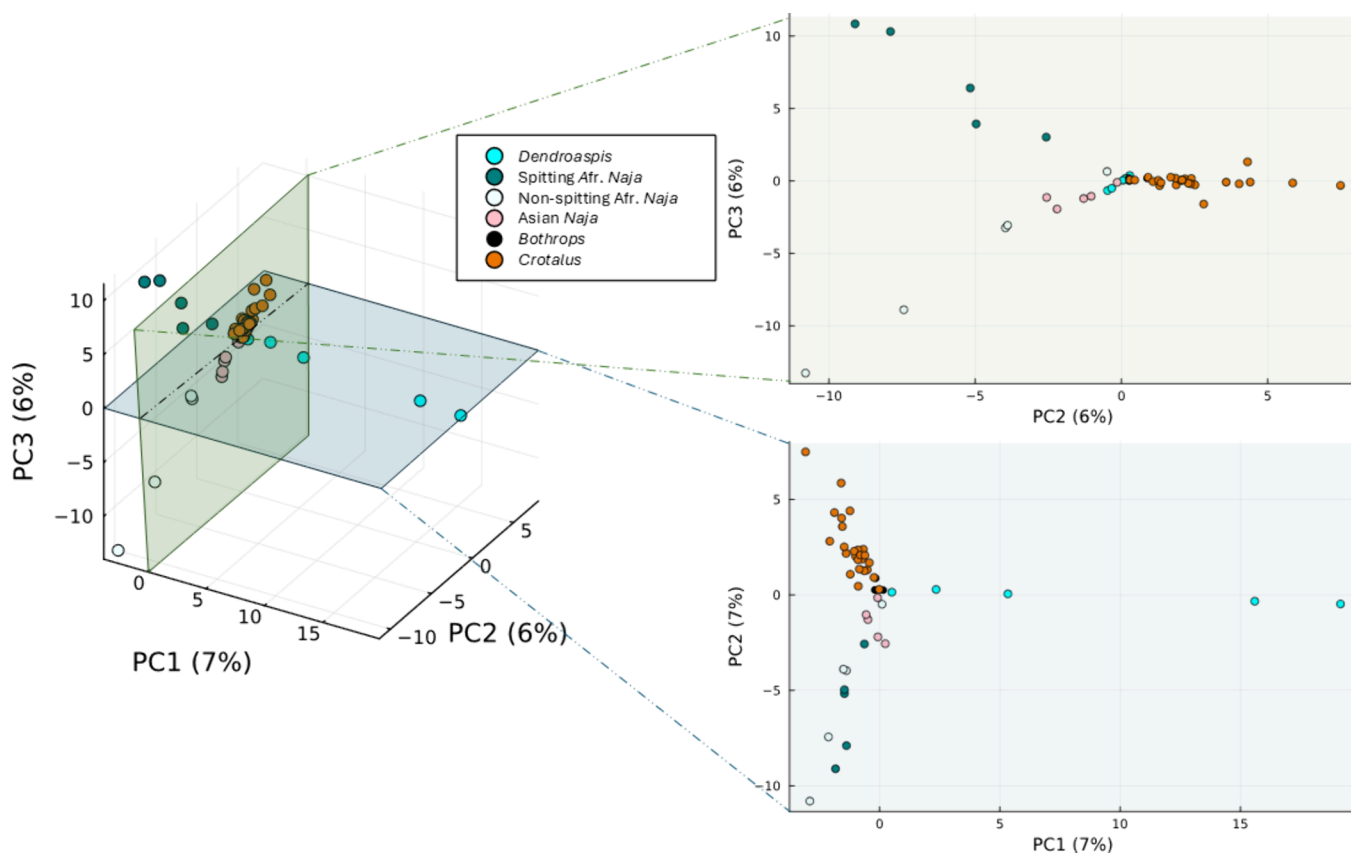 10
5
0
−5
−10
PC3 (6%)
0
5
10
15
PC1 (7%)
−10
−5
0
5
PC2 (6%)
Dendroaspis
Spitting Afr. Naja
Non-spitting Afr. Naja
Asian Naja
Bothrops
Crotalus
10
5
0
−5
−10
PC3 (6%)
−10
−5
0
5
PC2 (6%)
5
0
−5
−10
PC2 (7%)
0
5
10
15
PC1 (7%)